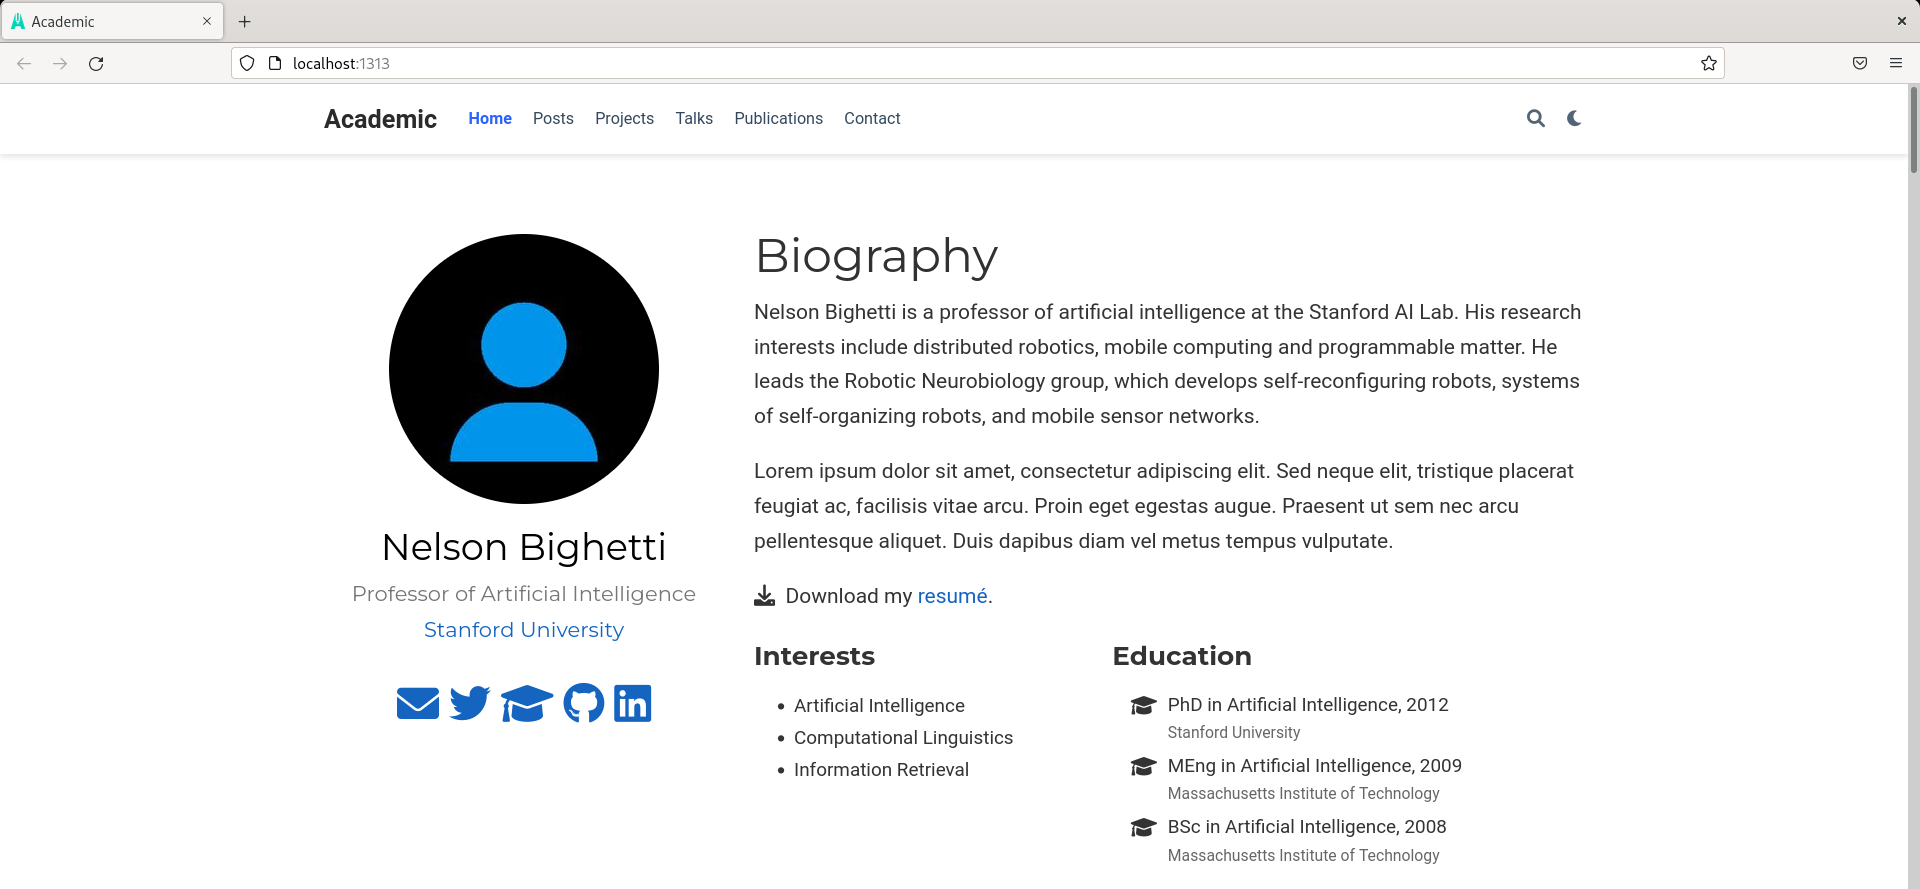 Academic
localhost:1313
Academic Home Posts Projects Talks Publications Contact
Nelson Bighetti
Professor of Artificial Intelligence
Stanford University
Biography
Nelson Bighetti is a professor of artificial intelligence at the Stanford AI Lab. His research
interests include distributed robotics, mobile computing and programmable matter. He
leads the Robotic Neurobiology group, which develops self-reconfiguring robots, systems
of self-organizing robots, and mobile sensor networks.
Lorem ipsum dolor sit amet, consectetur adipiscing elit. Sed neque elit, tristique placerat
feugiat ac, facilisis vitae arcu. Proin eget egestas augue. Praesent ut sem nec arcu
pellentesque aliquet. Duis dapibus diam vel metus tempus vulputate.
Download my resumé.
Interests
Artificial Intelligence
Computational Linguistics
Information Retrieval
Education
PhD in Artificial Intelligence, 2012
Stanford University
MEng in Artificial Intelligence, 2009
Massachusetts Institute of Technology
BSc in Artificial Intelligence, 2008
Massachusetts Institute of Technology